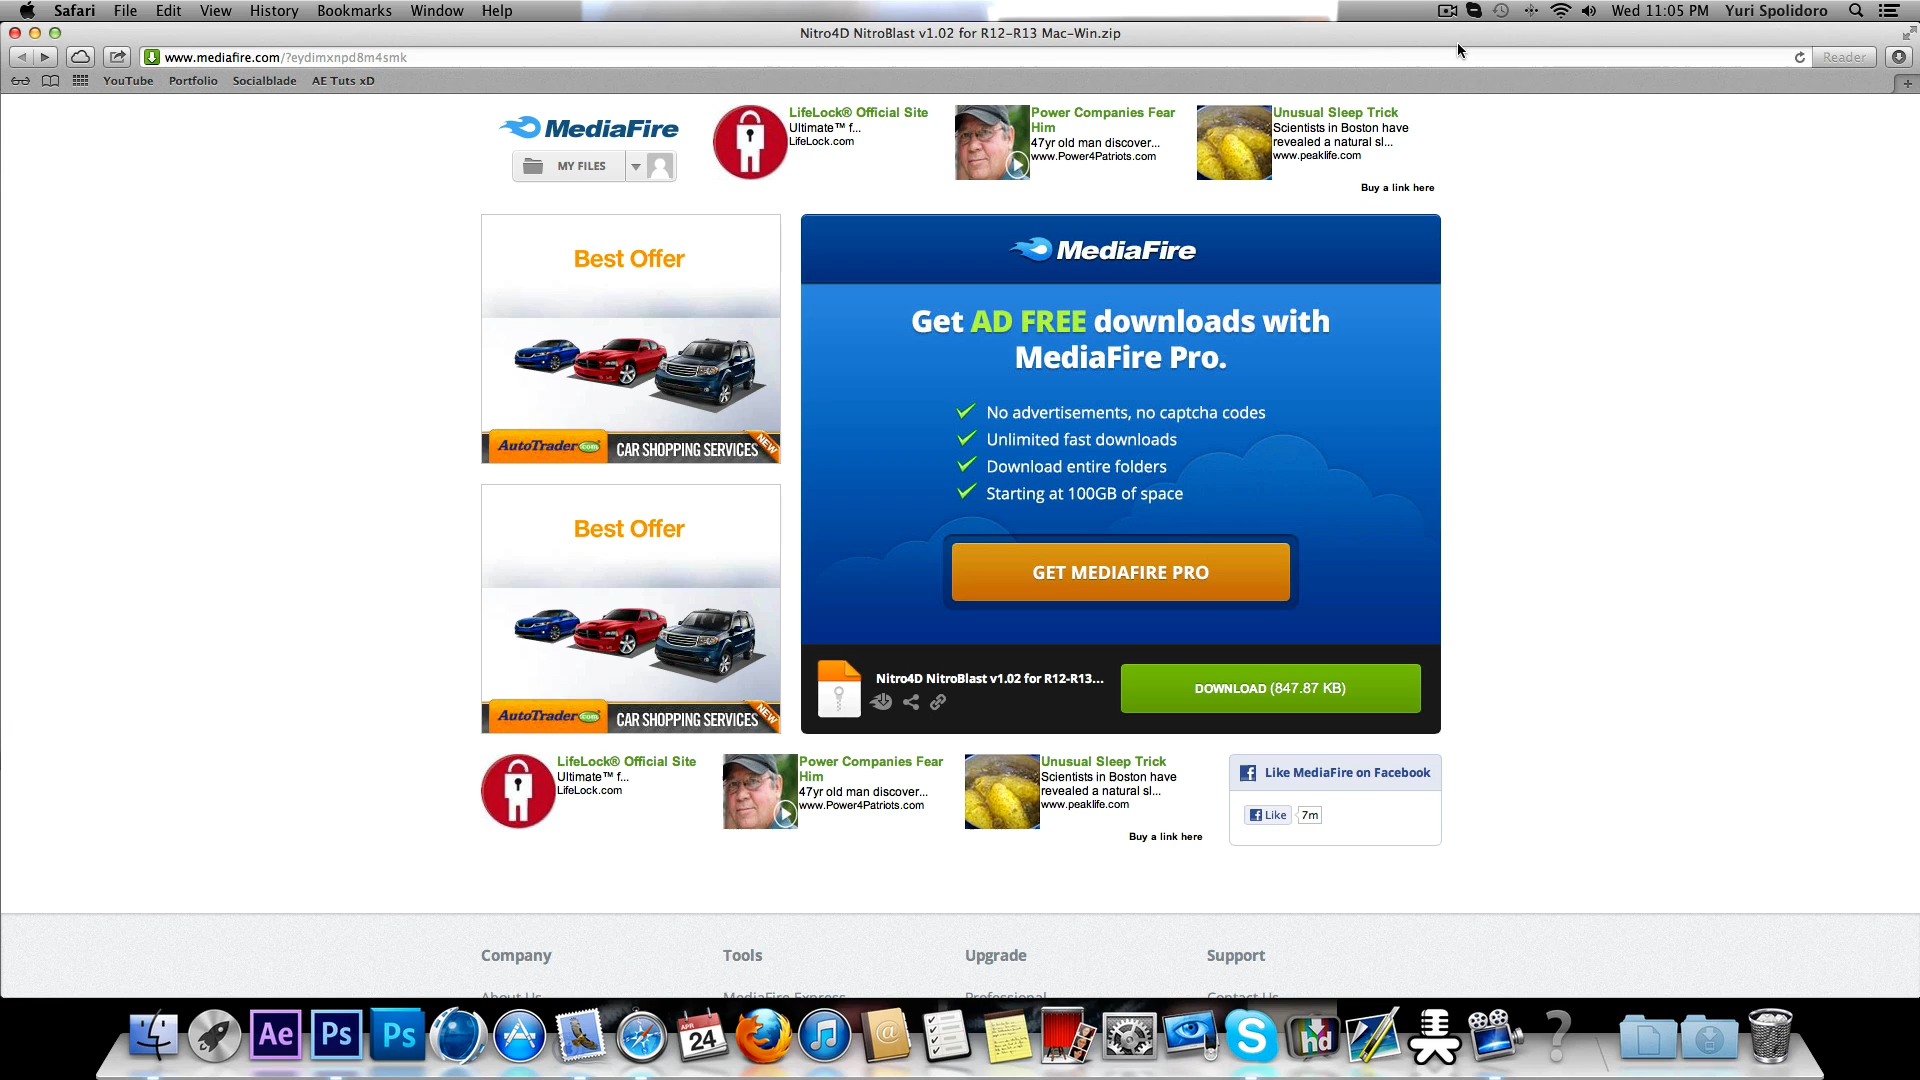 Safari File Edit View History Bookmarks Window Help
Wed 11:05 PM Yuri Spolidoro
Nitro4D NitroBlast v1.02 for R12-R13 Mac-Win.zip
www.mediafire.com/?eydimxnpd8m4smk
Reader
YouTube Portfolio Socialblade AE Tuts xD
MediaFire
MY FILES
LifeLock® Official Site
Ultimate™ f...
LifeLock.com
Power Companies Fear
Him
47yr old man discover...
www.Power4Patriots.com
Unusual Sleep Trick
Scientists in Boston have
revealed a natural sl...
www.peaklife.com
Buy a link here
Best Offer
AutoTrader.com
CAR SHOPPING SERVICES
NEW
Best Offer
AutoTrader.com
CAR SHOPPING SERVICES
NEW
MediaFire
Get AD FREE downloads with
MediaFire Pro.
No advertisements, no captcha codes
Unlimited fast downloads
Download entire folders
Starting at 100GB of space
GET MEDIAFIRE PRO
Nitro4D NitroBlast v1.02 for R12-R13...
DOWNLOAD (847.87 KB)
LifeLock® Official Site
Ultimate™ f...
LifeLock.com
Power Companies Fear
Him
47yr old man discover...
www.Power4Patriots.com
Unusual Sleep Trick
Scientists in Boston have
revealed a natural sl...
www.peaklife.com
Buy a link here
Like MediaFire on Facebook
Like 7m
Company Tools Upgrade Support
About Us MediaFire Express Professional Contact Us
Ae Ps Ps
APR
24
hd
?